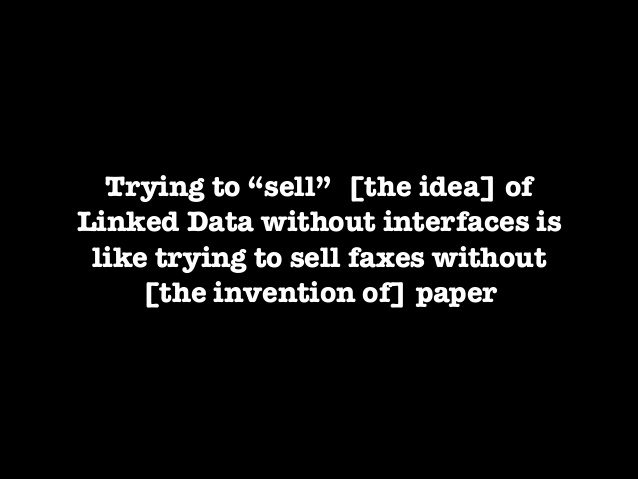 Trying to “sell” [the idea] of
Linked Data without interfaces is
like trying to sell faxes without
[the invention of] paper